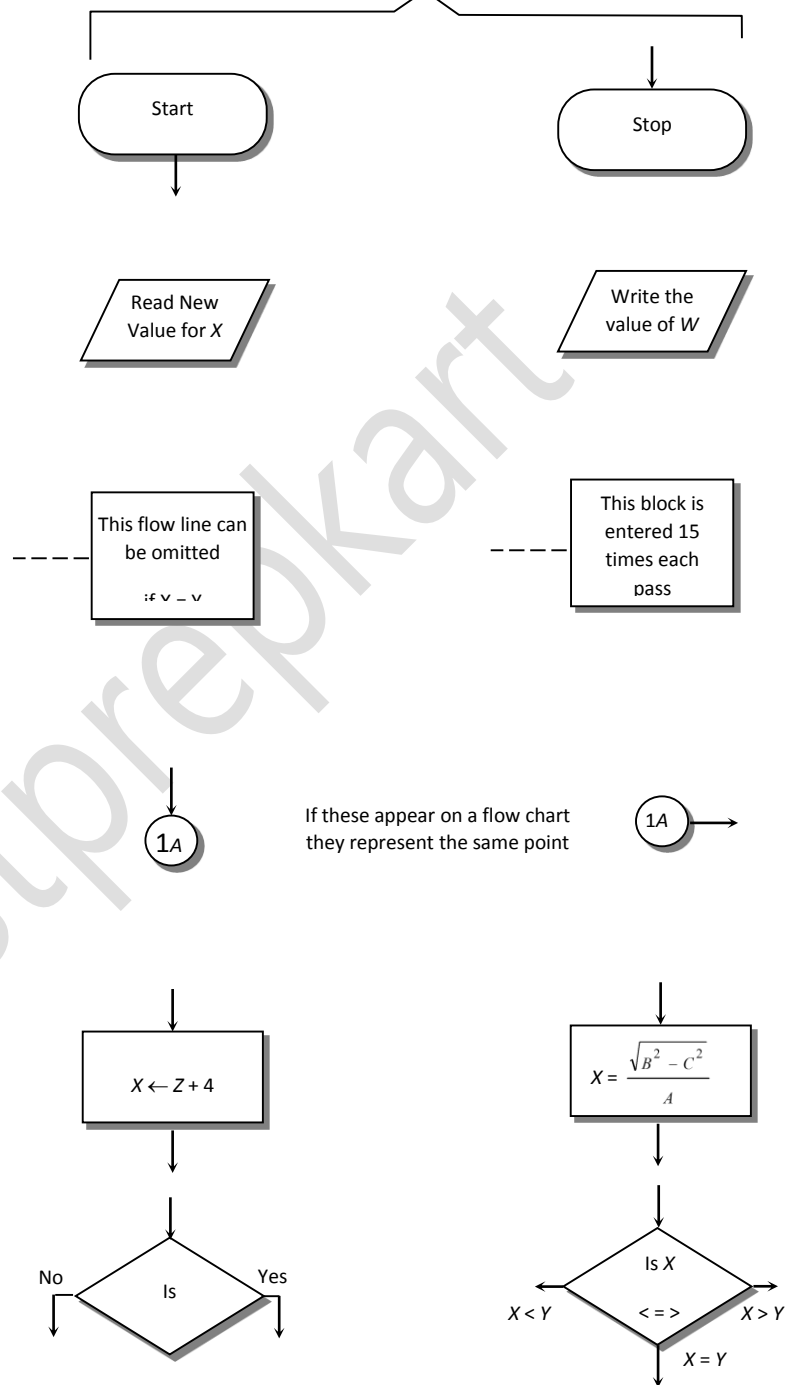 Start
Stop
Read New
Value for X
Write the
value of W
This flow line can
be omitted
This block is
entered 15
times each
pass
1A
If these appear on a flow chart
they represent the same point
1A
X ← Z + 4
X = √(B² – C²) / A
No
Is
Yes
Is X
< = >
X < Y
X > Y
X = Y